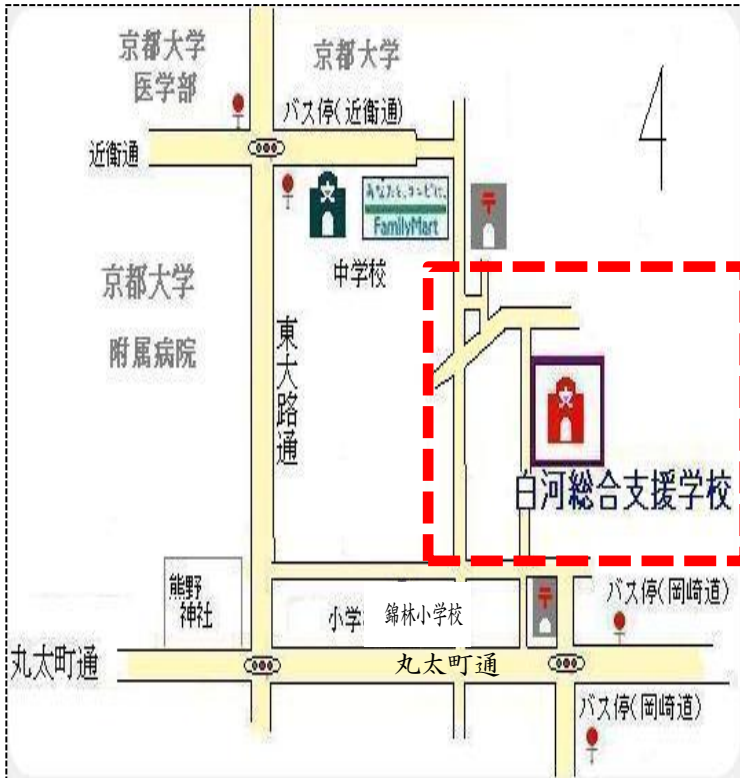 京都大学
医学部
京都大学
バス停(近衛通)
近衛通
文
あなたと、コンビに、
FamilyMart
〒
中学校
京都大学
附属病院
東大路通
文
白河総合支援学校
熊野
神社
小学
錦林小学校
〒
バス停(岡崎道)
丸太町通
丸太町通
バス停(岡崎道)